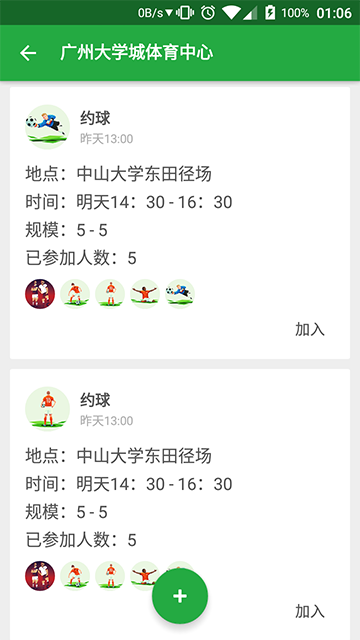 0B/s 100% 01:06
广州大学城体育中心
约球
昨天13:00
地点：中山大学东田径场
时间：明天14：30 - 16：30
规模：5 - 5
已参加人数：5
加入
约球
昨天13:00
地点：中山大学东田径场
时间：明天14：30 - 16：30
规模：5 - 5
已参加人数：5
加入